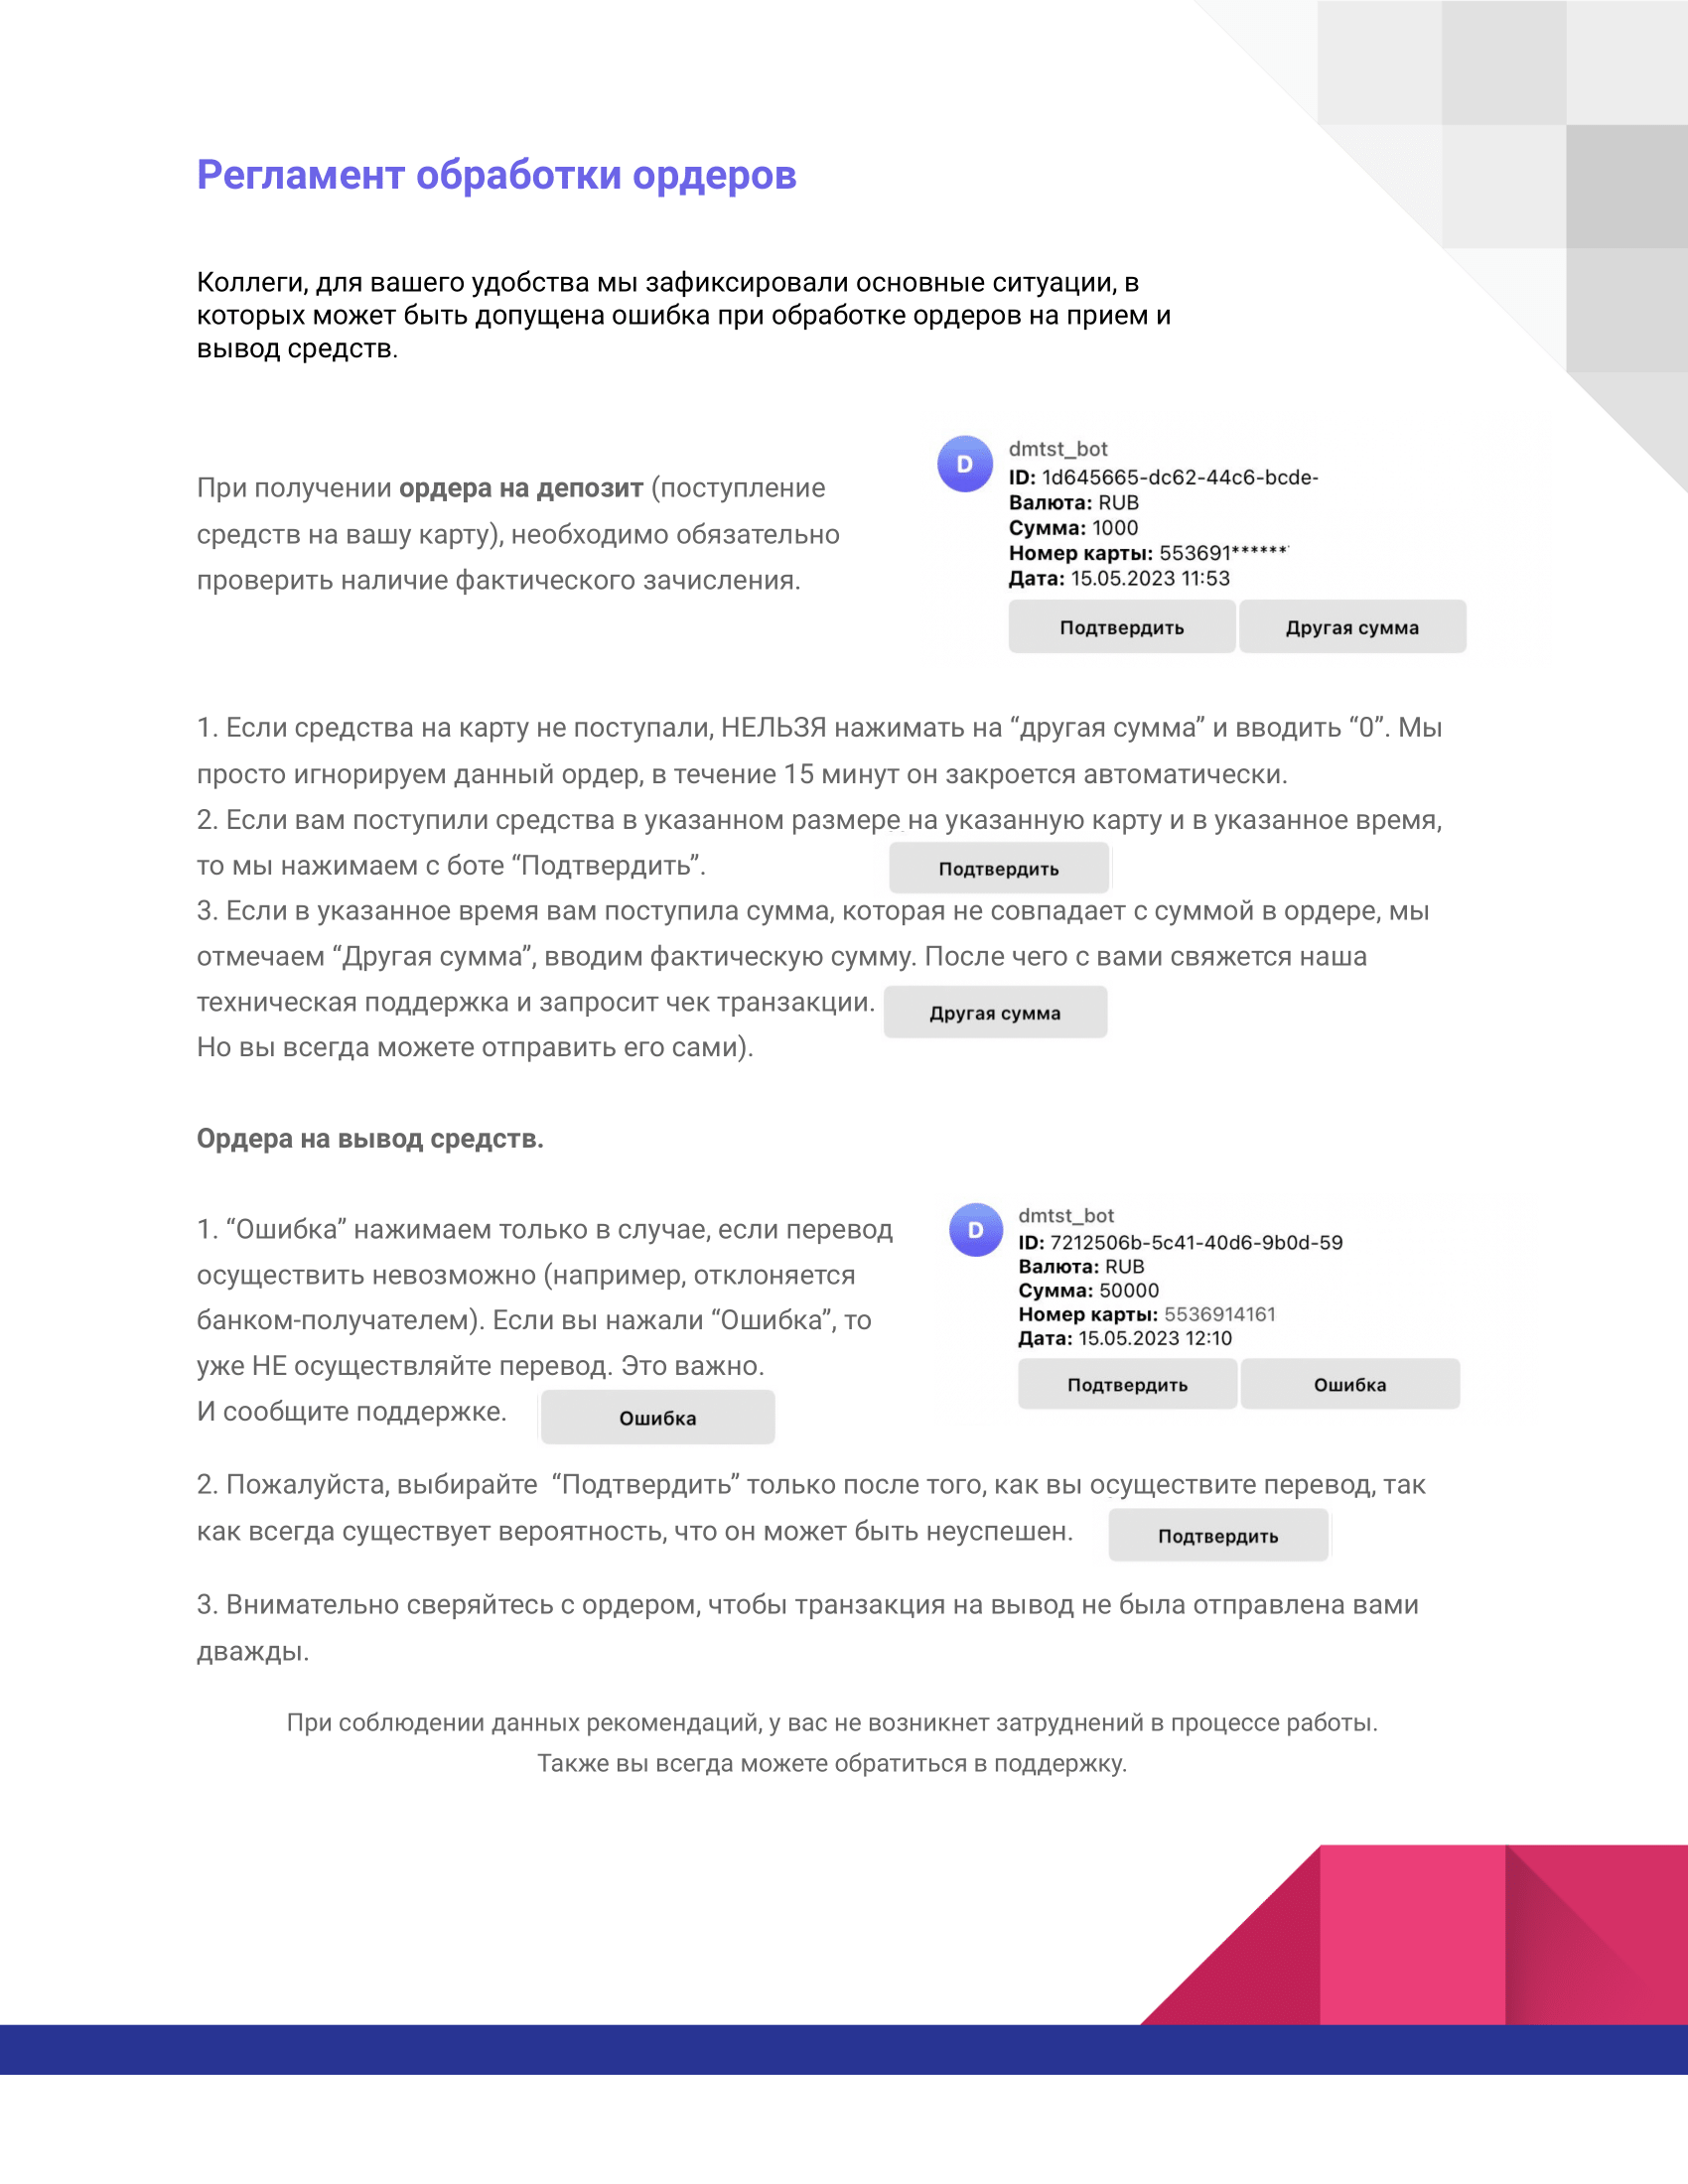 Регламент обработки ордеров
Коллеги, для вашего удобства мы зафиксировали основные ситуации, в
которых может быть допущена ошибка при обработке ордеров на прием и
вывод средств.
При получении ордера на депозит (поступление
средств на вашу карту), необходимо обязательно
проверить наличие фактического зачисления.
D
dmtst_bot
ID: 1d645665-dc62-44c6-bcde-
Валюта: RUB
Сумма: 1000
Номер карты: 553691******
Дата: 15.05.2023 11:53
Подтвердить Другая сумма
1. Если средства на карту не поступали, НЕЛЬЗЯ нажимать на “другая сумма” и вводить “0”. Мы
просто игнорируем данный ордер, в течение 15 минут он закроется автоматически.
2. Если вам поступили средства в указанном размере на указанную карту и в указанное время,
то мы нажимаем с боте “Подтвердить”.
Подтвердить
3. Если в указанное время вам поступила сумма, которая не совпадает с суммой в ордере, мы
отмечаем “Другая сумма”, вводим фактическую сумму. После чего с вами свяжется наша
техническая поддержка и запросит чек транзакции.
Другая сумма
Но вы всегда можете отправить его сами).
Ордера на вывод средств.
1. “Ошибка” нажимаем только в случае, если перевод
осуществить невозможно (например, отклоняется
банком-получателем). Если вы нажали “Ошибка”, то
уже НЕ осуществляйте перевод. Это важно.
И сообщите поддержке.
Ошибка
D
dmtst_bot
ID: 7212506b-5c41-40d6-9b0d-59
Валюта: RUB
Сумма: 50000
Номер карты: 5536914161
Дата: 15.05.2023 12:10
Подтвердить Ошибка
2. Пожалуйста, выбирайте “Подтвердить” только после того, как вы осуществите перевод, так
как всегда существует вероятность, что он может быть неуспешен.
Подтвердить
3. Внимательно сверяйтесь с ордером, чтобы транзакция на вывод не была отправлена вами
дважды.
При соблюдении данных рекомендаций, у вас не возникнет затруднений в процессе работы.
Также вы всегда можете обратиться в поддержку.